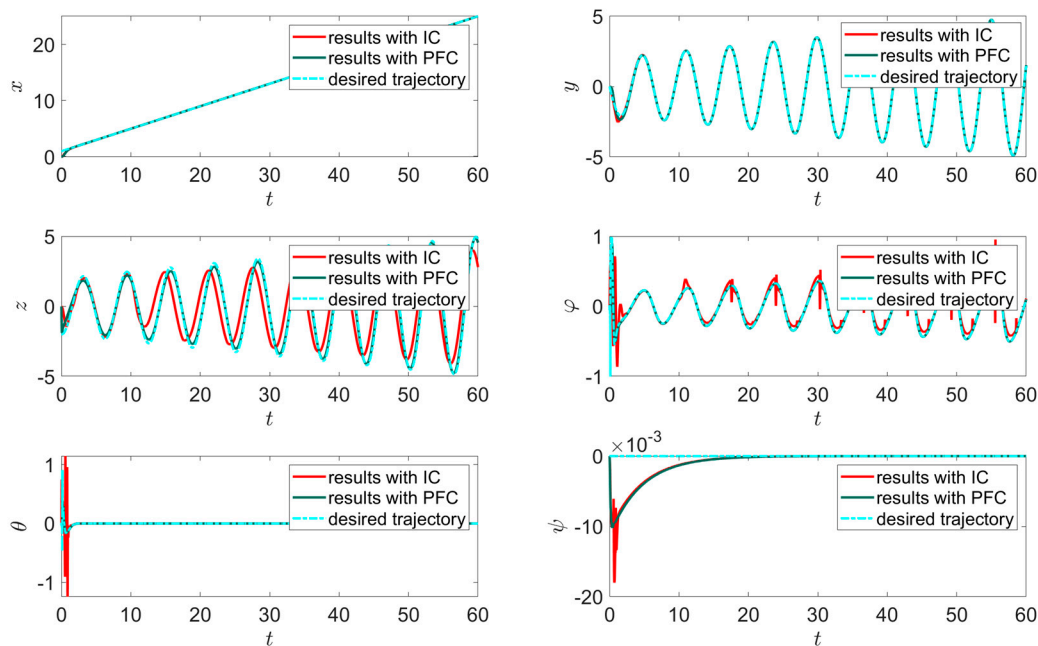 20
10
0
x
0 10 20 30 40 50 60
t
results with IC
results with PFC
desired trajectory
5
0
-5
y
0 10 20 30 40 50 60
t
results with IC
results with PFC
desired trajectory
5
0
-5
z
0 10 20 30 40 50 60
t
results with IC
results with PFC
desired trajectory
1
0
-1
φ
0 10 20 30 40 50 60
t
results with IC
results with PFC
desired trajectory
1
0
-1
θ
0 10 20 30 40 50 60
t
results with IC
results with PFC
desired trajectory
×10-3
0
-10
-20
ψ
0 10 20 30 40 50 60
t
results with IC
results with PFC
desired trajectory